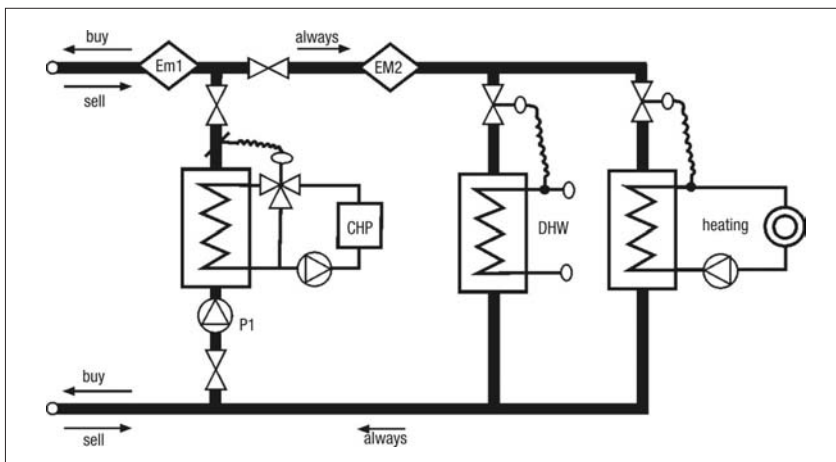 buy
always
Em1
EM2
sell
CHP
DHW
heating
P1
buy
sell
always